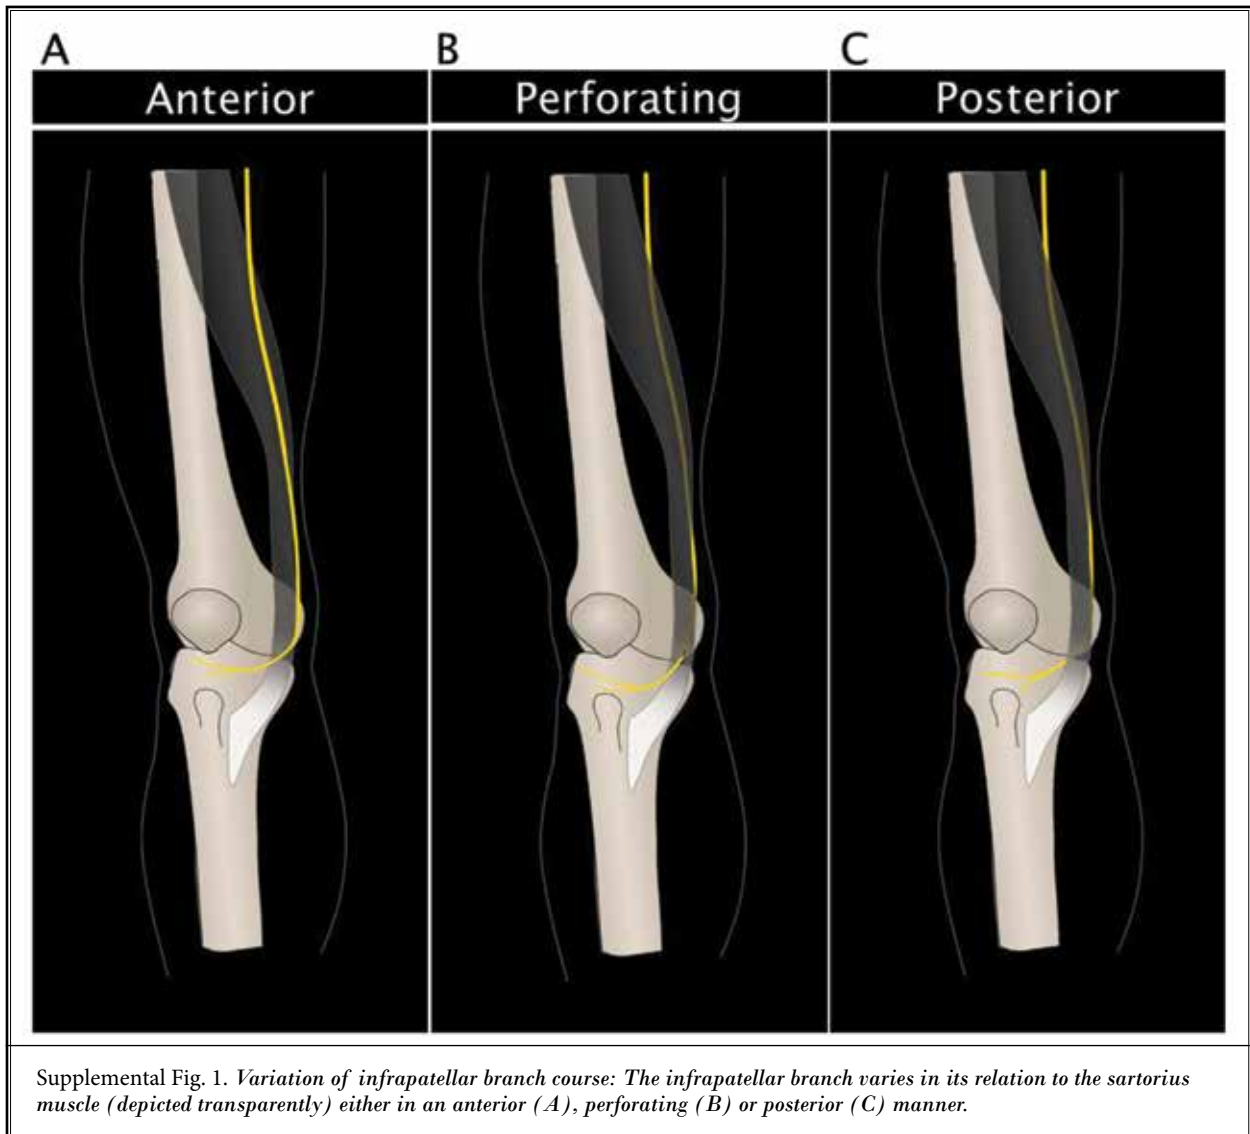 A
B
C
Anterior
Perforating
Posterior
Supplemental Fig. 1. Variation of infrapatellar branch course: The infrapatellar branch varies in its relation to the sartorius
muscle (depicted transparently) either in an anterior (A), perforating (B) or posterior (C) manner.